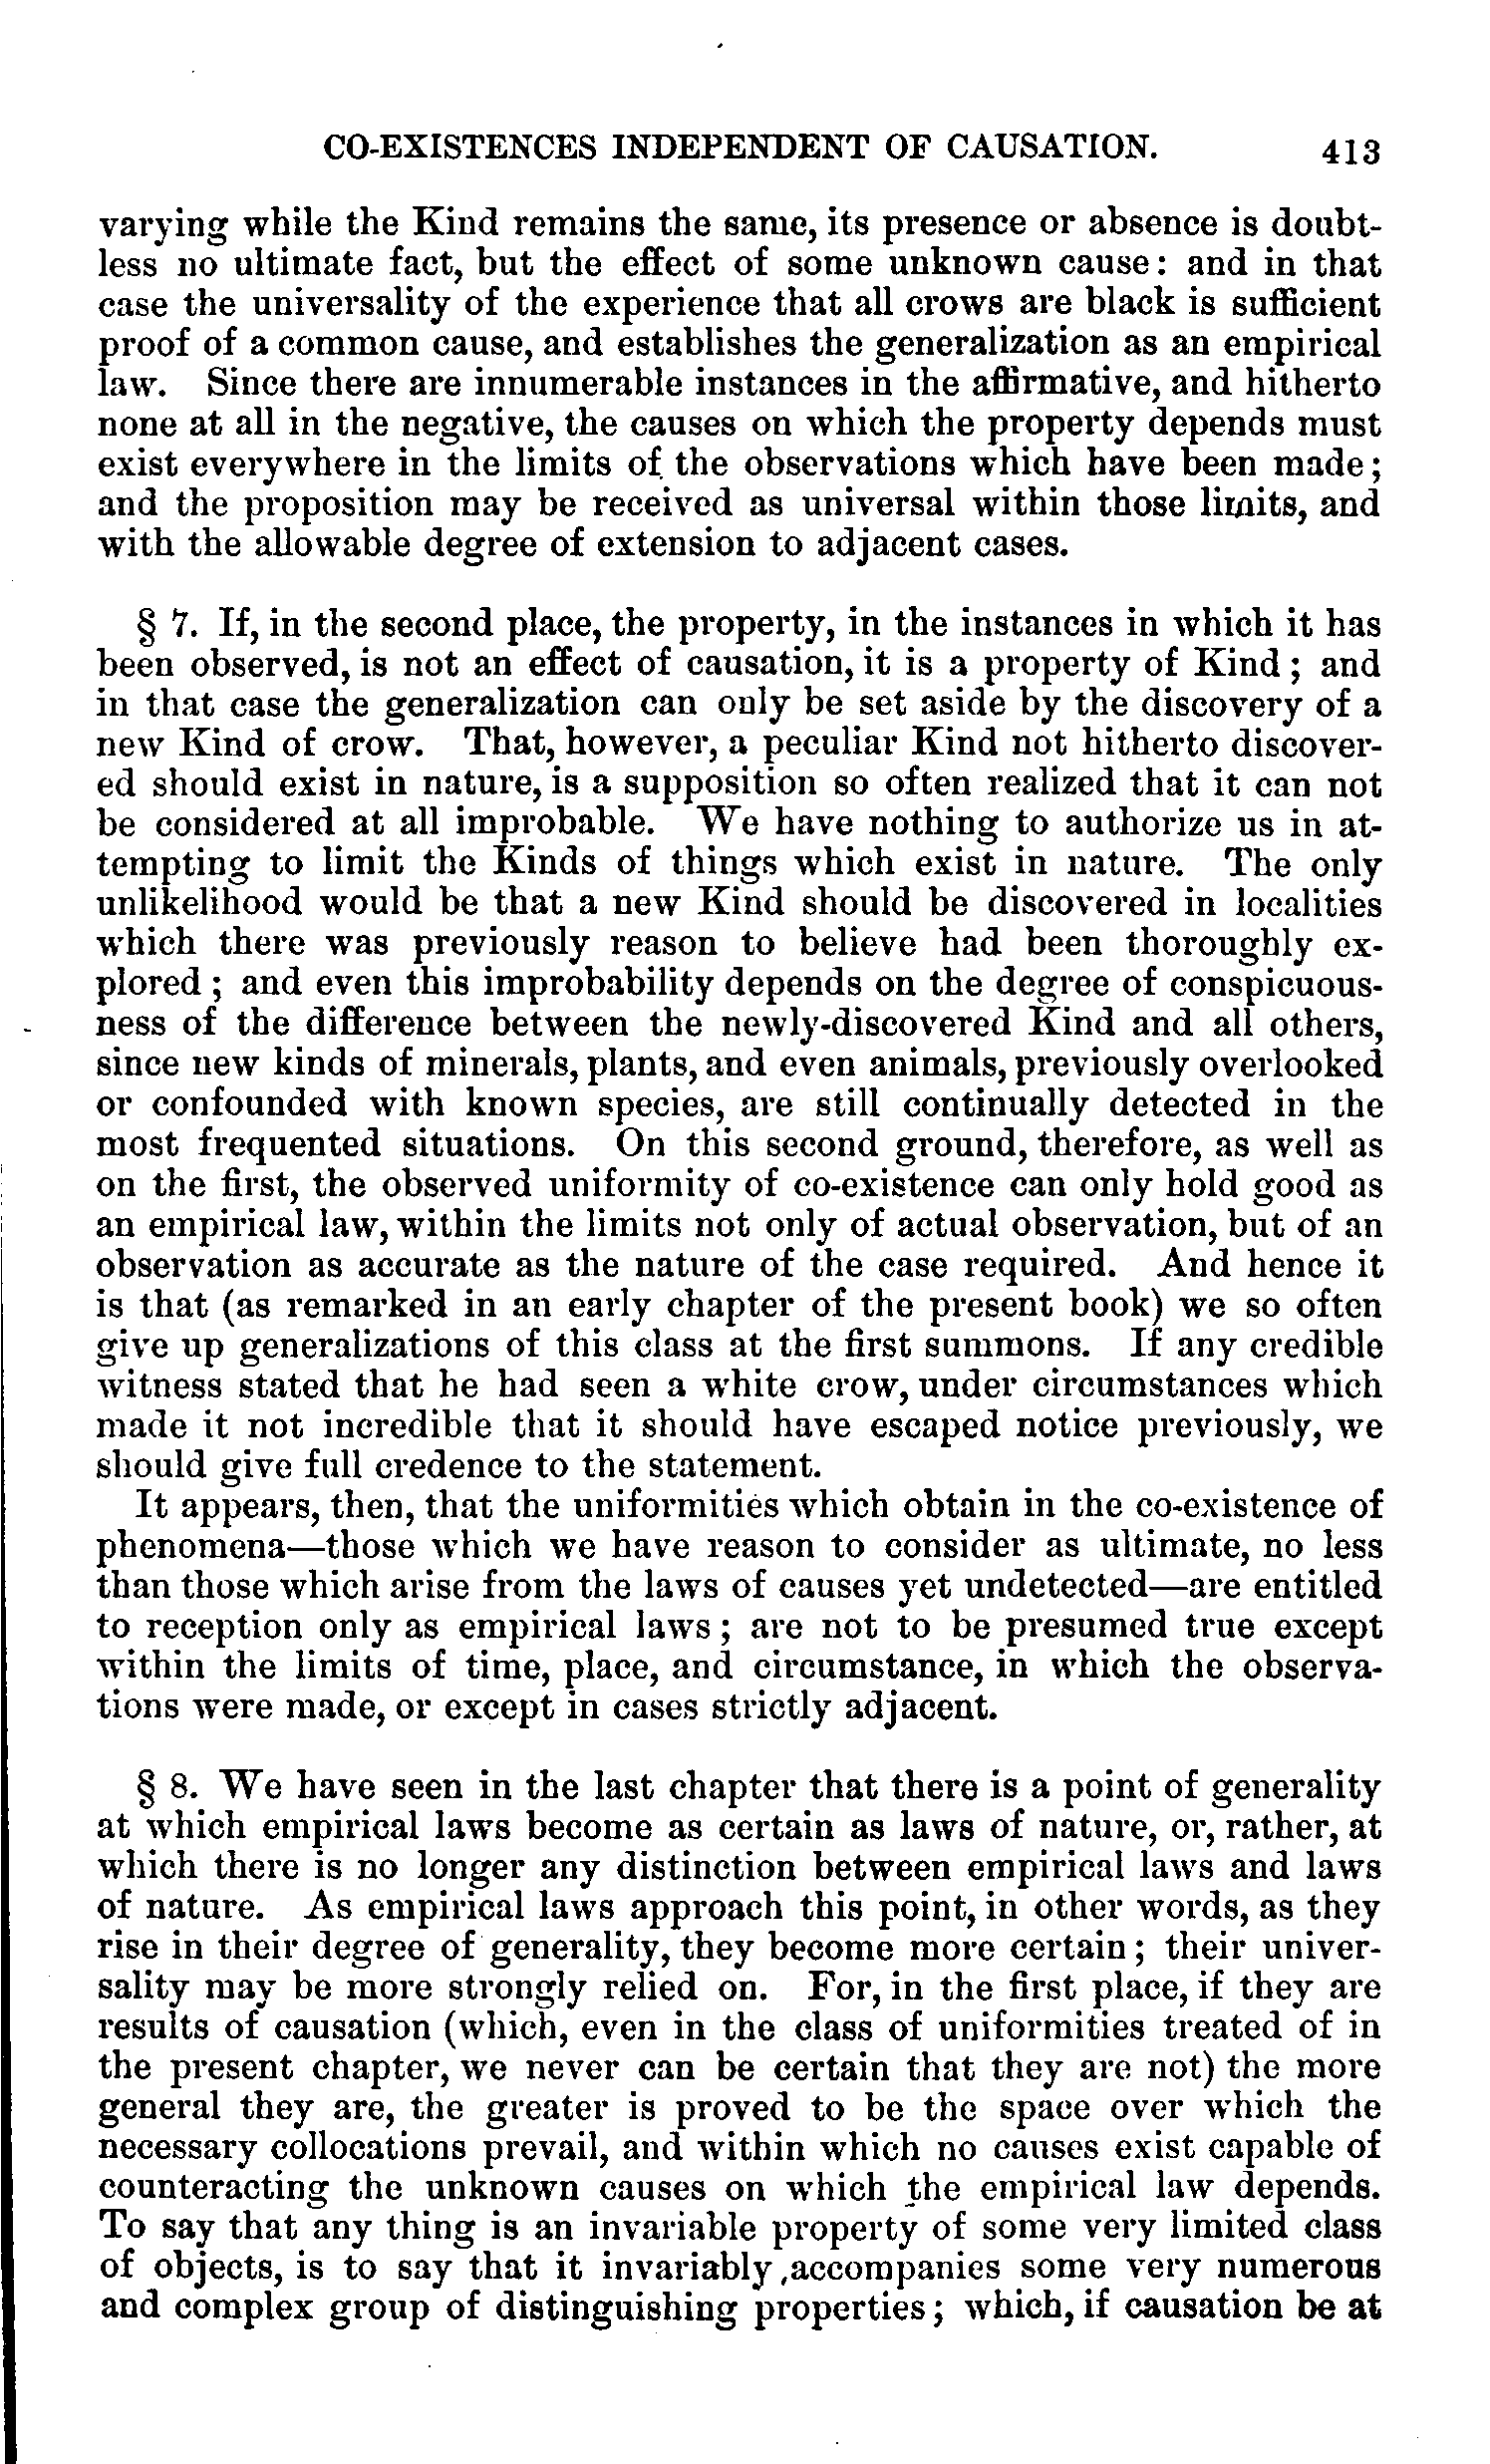 CO-EXISTENCES INDEPENDENT OF CAUSATION. 413
varying while the Kind remains the same, its presence or absence is doubt-
less no ultimate fact, but the effect of some unknown cause: and in that
case the universality of the experience that all crows are black is sufficient
proof of a common cause, and establishes the generalization as an empirical
law. Since there are innumerable instances in the affirmative, and hitherto
none at all in the negative, the causes on which the property depends must
exist everywhere in the limits of the observations which have been made;
and the proposition may be received as universal within those limits, and
with the allowable degree of extension to adjacent cases.
§ 7. If, in the second place, the property, in the instances in which it has
been observed, is not an effect of causation, it is a property of Kind; and
in that case the generalization can only be set aside by the discovery of a
new Kind of crow. That, however, a peculiar Kind not hitherto discover-
ed should exist in nature, is a supposition so often realized that it can not
be considered at all improbable. We have nothing to authorize us in at-
tempting to limit the Kinds of things which exist in nature. The only
unlikelihood would be that a new Kind should be discovered in localities
which there was previously reason to believe had been thoroughly ex-
plored; and even this improbability depends on the degree of conspicuous-
ness of the difference between the newly-discovered Kind and all others,
since new kinds of minerals, plants, and even animals, previously overlooked
or confounded with known species, are still continually detected in the
most frequented situations. On this second ground, therefore, as well as
on the first, the observed uniformity of co-existence can only hold good as
an empirical law, within the limits not only of actual observation, but of an
observation as accurate as the nature of the case required. And hence it
is that (as remarked in an early chapter of the present book) we so often
give up generalizations of this class at the first summons. If any credible
witness stated that he had seen a white crow, under circumstances which
made it not incredible that it should have escaped notice previously, we
should give full credence to the statement.
It appears, then, that the uniformities which obtain in the co-existence of
phenomena—those which we have reason to consider as ultimate, no less
than those which arise from the laws of causes yet undetected—are entitled
to reception only as empirical laws; are not to be presumed true except
within the limits of time, place, and circumstance, in which the observa-
tions were made, or except in cases strictly adjacent.
§ 8. We have seen in the last chapter that there is a point of generality
at which empirical laws become as certain as laws of nature, or, rather, at
which there is no longer any distinction between empirical laws and laws
of nature. As empirical laws approach this point, in other words, as they
rise in their degree of generality, they become more certain; their univer-
sality may be more strongly relied on. For, in the first place, if they are
results of causation (which, even in the class of uniformities treated of in
the present chapter, we never can be certain that they are not) the more
general they are, the greater is proved to be the space over which the
necessary collocations prevail, and within which no causes exist capable of
counteracting the unknown causes on which the empirical law depends.
To say that any thing is an invariable property of some very limited class
of objects, is to say that it invariably accompanies some very numerous
and complex group of distinguishing properties; which, if causation be at